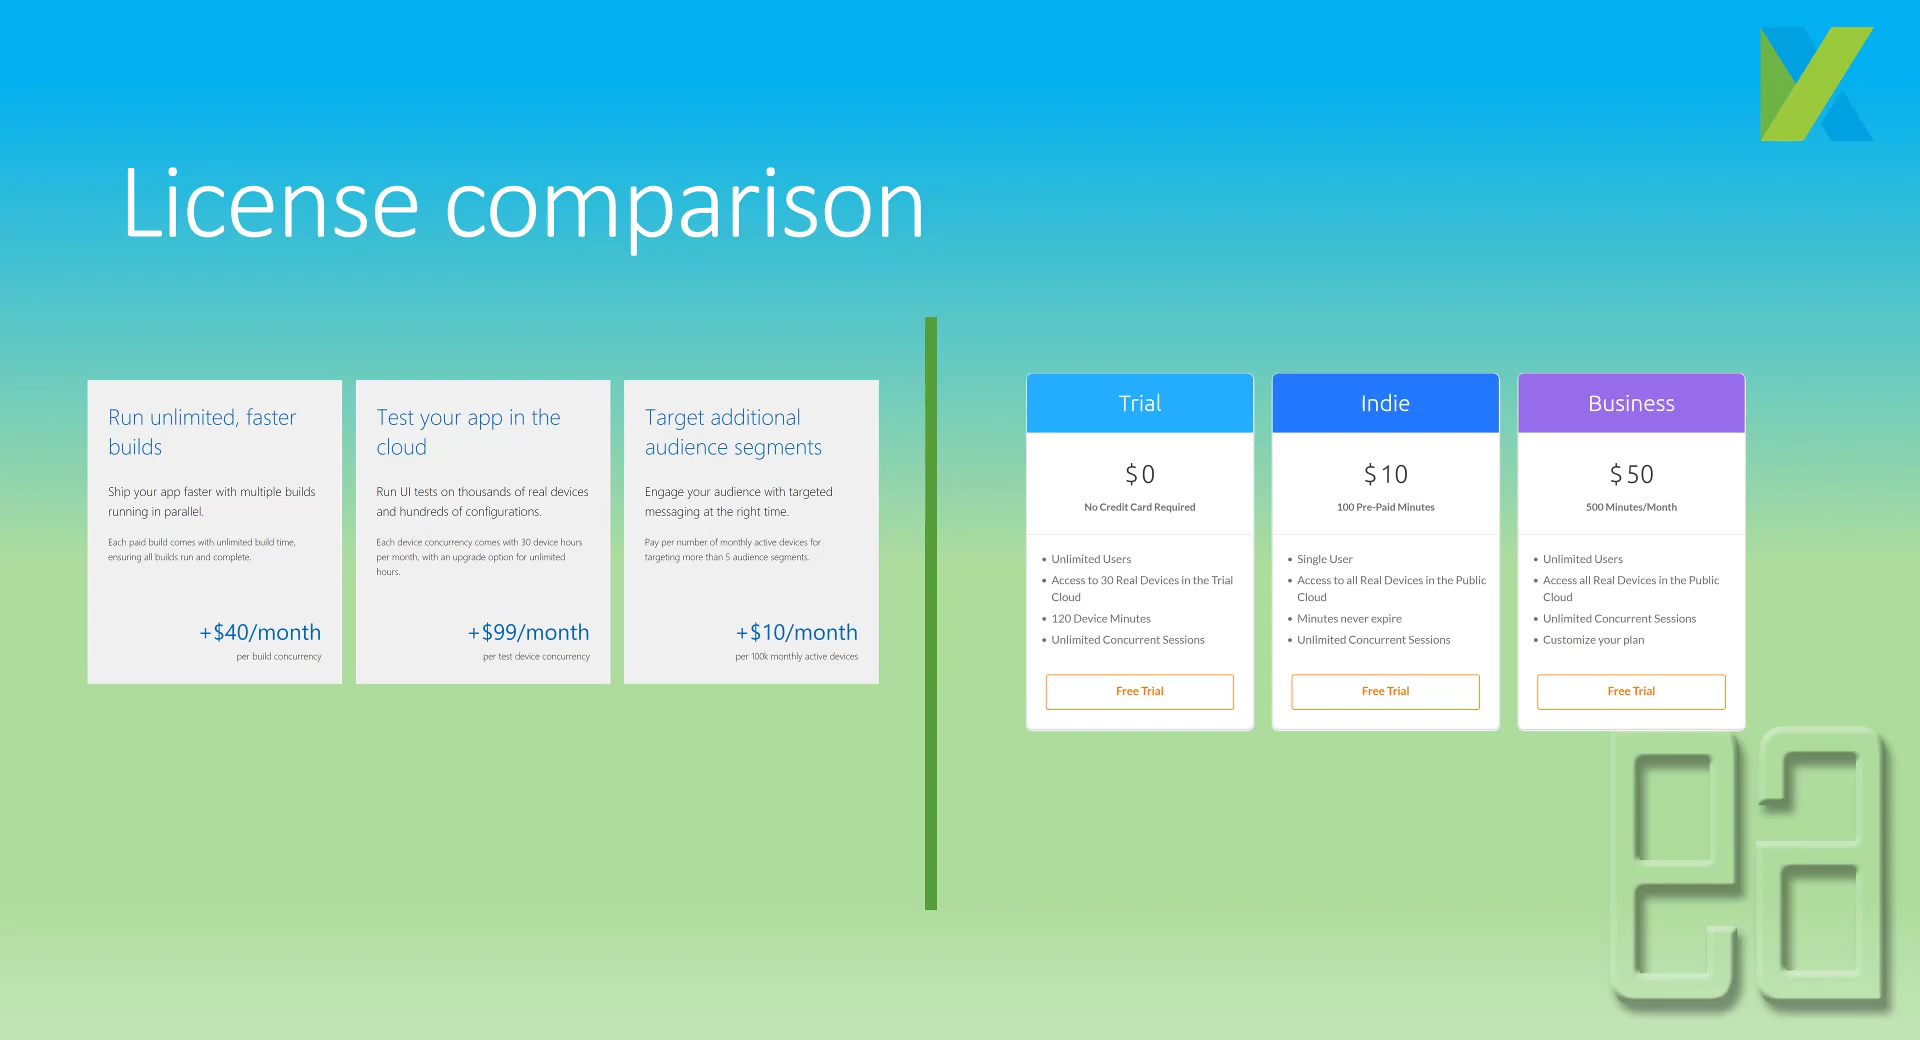 License comparison
Run unlimited, faster
builds
Ship your app faster with multiple builds
running in parallel.
Each paid build comes with unlimited build time,
ensuring all builds run and complete.
+$40/month
per build concurrency
Test your app in the
cloud
Run UI tests on thousands of real devices
and hundreds of configurations.
Each device concurrency comes with 30 device hours
per month, with an upgrade option for unlimited
hours.
+$99/month
per test device concurrency
Target additional
audience segments
Engage your audience with targeted
messaging at the right time.
Pay per number of monthly active devices for
targeting more than 5 audience segments.
+$10/month
per 100k monthly active devices
Trial
$0
No Credit Card Required
• Unlimited Users
• Access to 30 Real Devices in the Trial
Cloud
• 120 Device Minutes
• Unlimited Concurrent Sessions
Free Trial
Indie
$10
100 Pre-Paid Minutes
• Single User
• Access to all Real Devices in the Public
Cloud
• Minutes never expire
• Unlimited Concurrent Sessions
Free Trial
Business
$50
500 Minutes/Month
• Unlimited Users
• Access all Real Devices in the Public
Cloud
• Unlimited Concurrent Sessions
• Customize your plan
Free Trial
ea